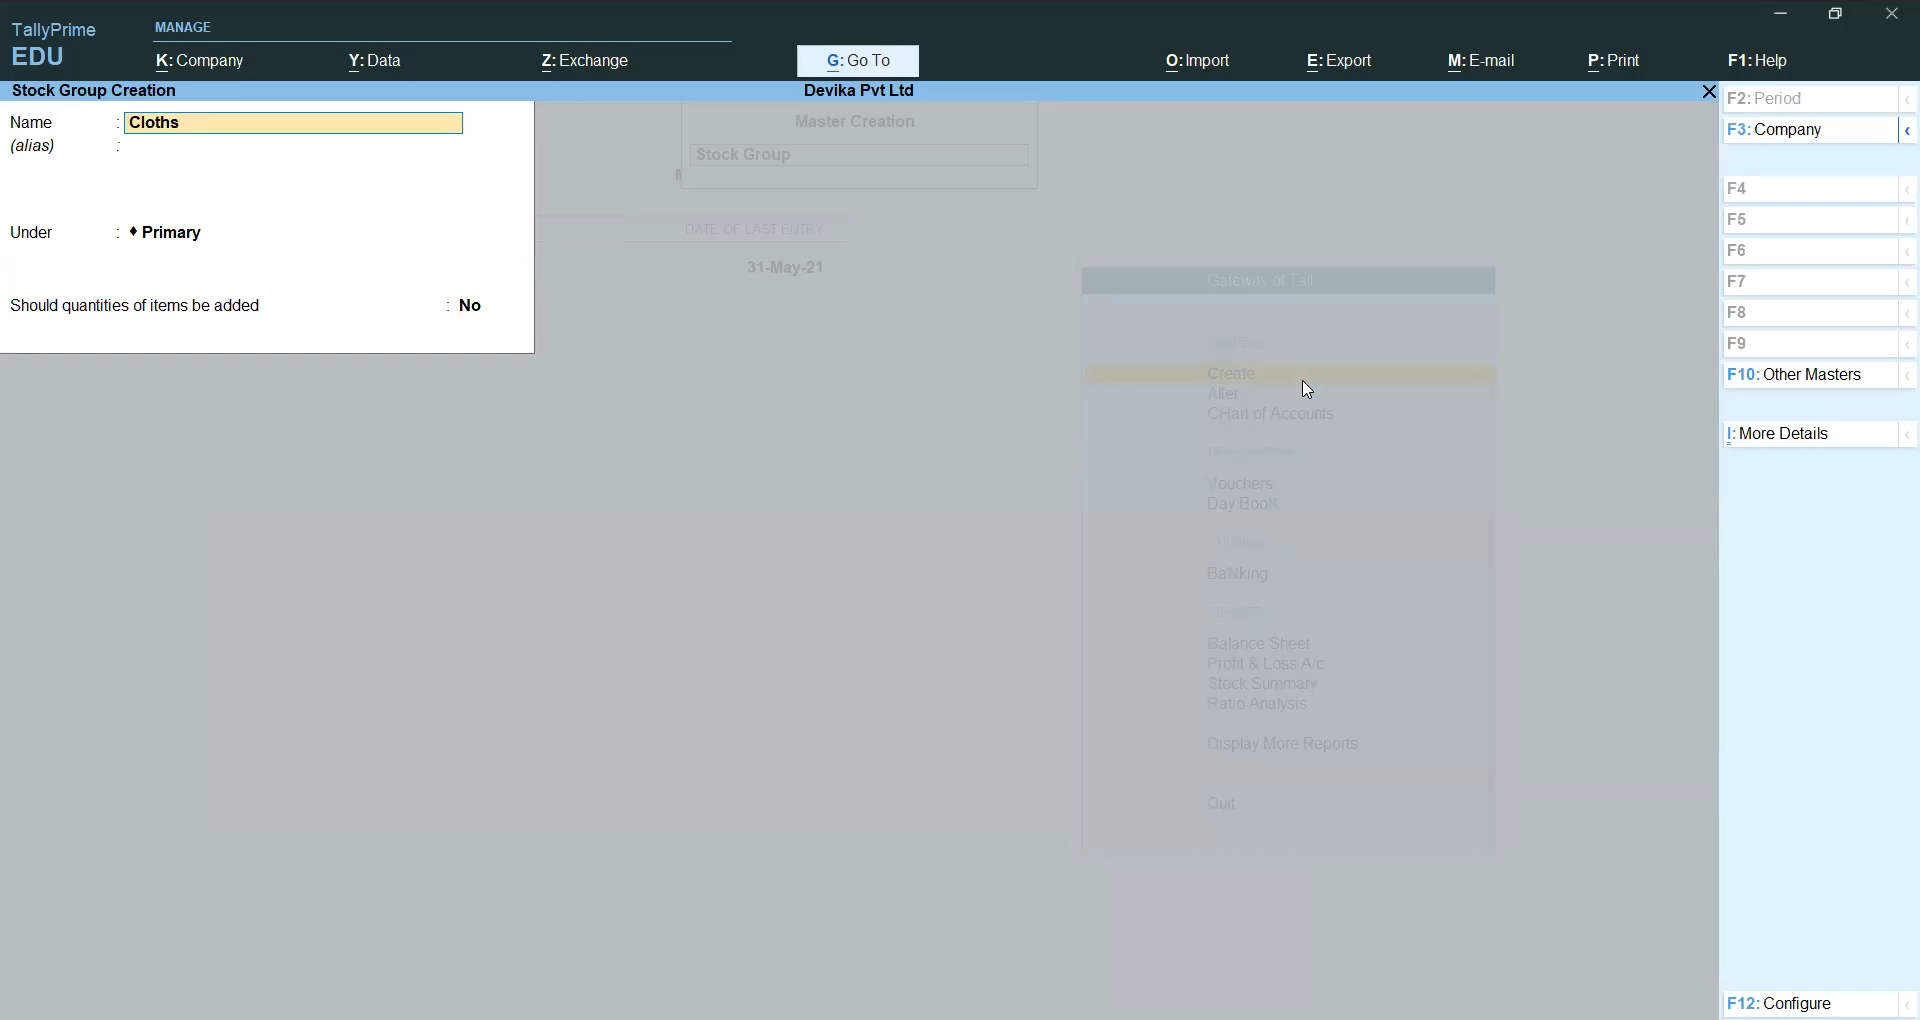 TallyPrime
EDU
MANAGE
K: Company
Y: Data
Z: Exchange
G: Go To
O: Import
E: Export
M: E-mail
P: Print
F1: Help
Stock Group Creation
Devika Pvt Ltd
Name : Cloths
(alias) :
Under : ♦ Primary
Should quantities of items be added : No
Master Creation
Stock Group
DATE OF LAST ENTRY
31-May-21
Gateway of Tall
Create
Alter
CHart of Accounts
Vouchers
Day BooK
BaNking
Balance Sheet
Profit & Loss A/c
Stock Summary
Ratio Analysis
Display More Reports
Quit
F2: Period
F3: Company
F4
F5
F6
F7
F8
F9
F10: Other Masters
I: More Details
F12: Configure